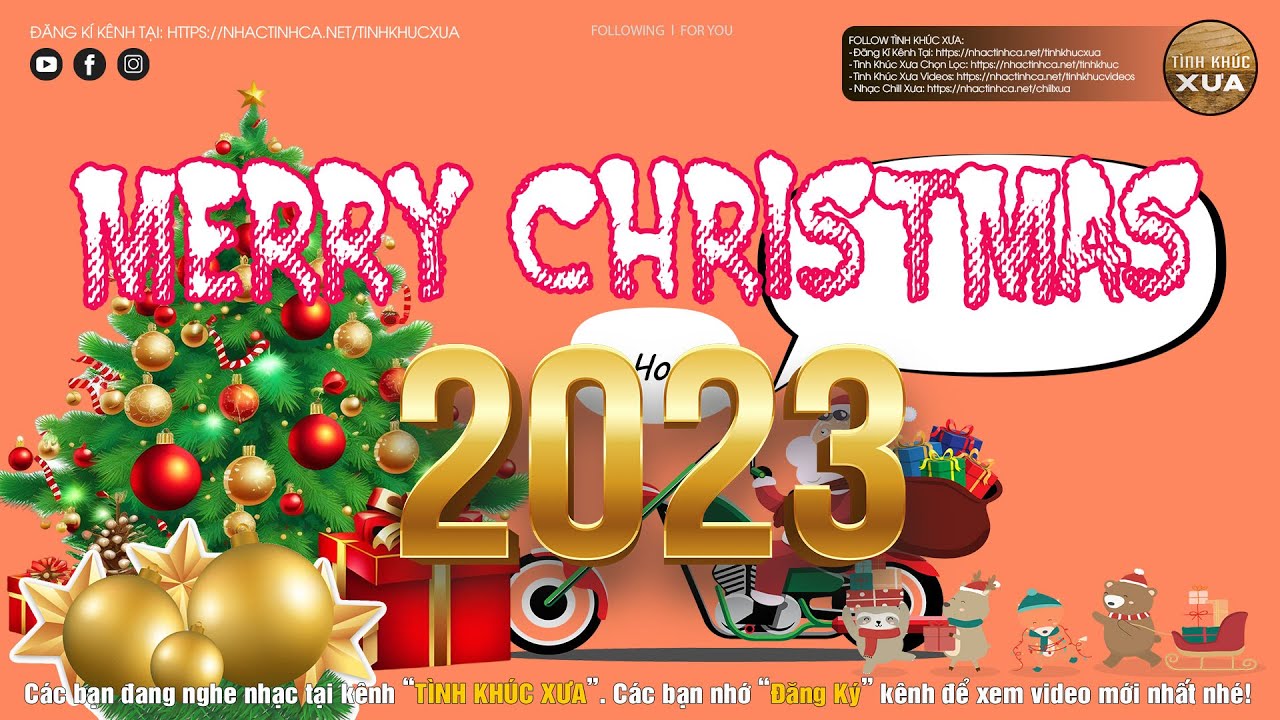 ĐĂNG KÍ KÊNH TẠI: HTTPS://NHACTINHCA.NET/TINHKHUCXUA
FOLLOWING | FOR YOU
FOLLOW TÌNH KHÚC XƯA:
- Đăng Kí Kênh Tại: https://nhactinhca.net/tinhkhucxua
- Tình Khúc Xưa Chọn Lọc: https://nhactinhca.net/tinhkhuc
- Tình Khúc Xưa Videos: https://nhactinhca.net/tinhkhucvideos
- Nhạc Chill Xưa: https://nhactinhca.net/chillxua
TÌNH KHÚC
XƯA
MERRY CHRISTMAS
Ho
2023
Các bạn đang nghe nhạc tại kênh “TÌNH KHÚC XƯA”. Các bạn nhớ “Đăng Ký” kênh để xem video mới nhất nhé!